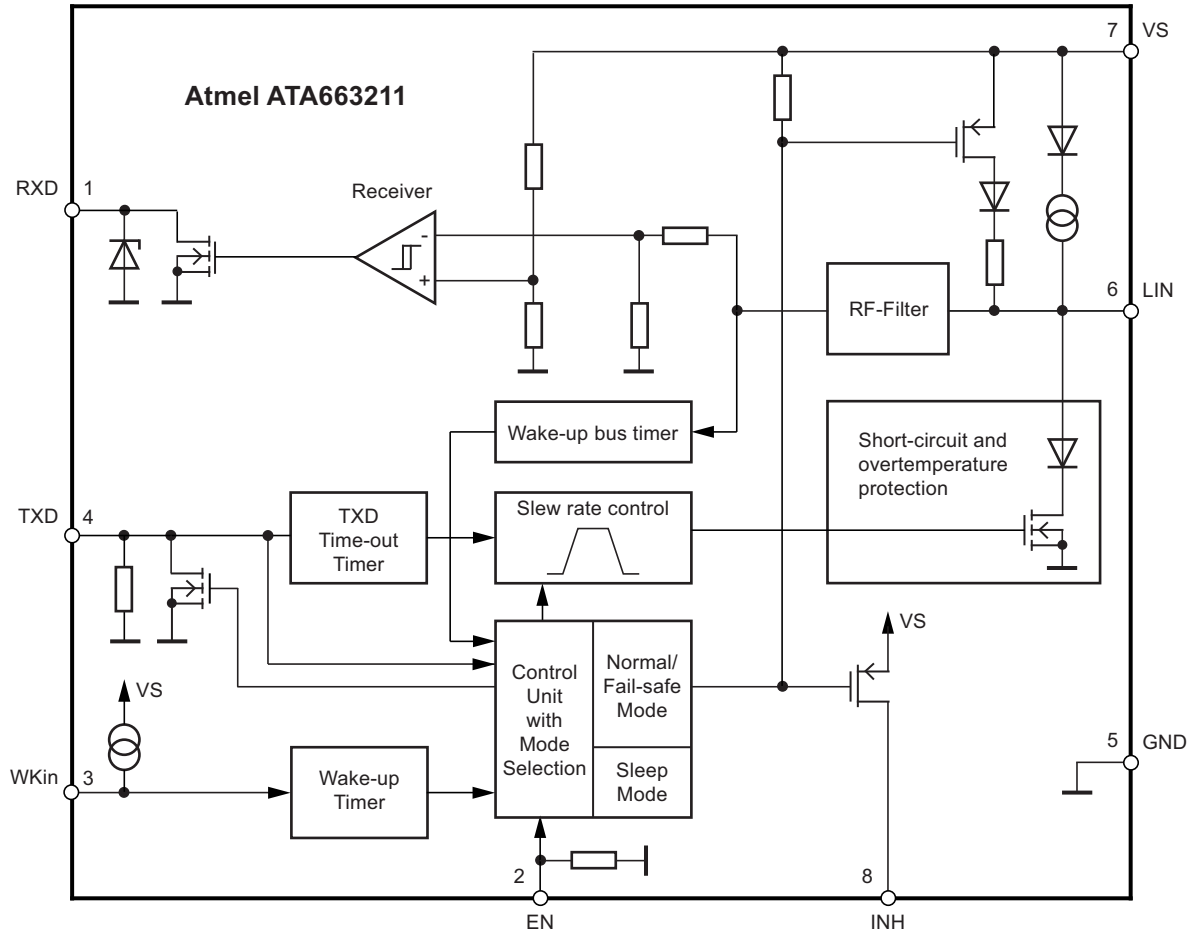 7 VS
Atmel ATA663211
RXD 1
Receiver
-
+
RF-Filter
6 LIN
Wake-up bus timer
Short-circuit and
overtemperature
protection
TXD 4
TXD
Time-out
Timer
Slew rate control
VS
Control
Unit
with
Mode
Selection
Normal/
Fail-safe
Mode
Sleep
Mode
VS
WKin 3
Wake-up
Timer
5 GND
2
EN
8
INH